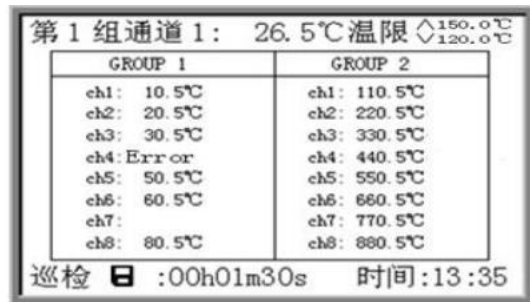 第1组通道1: 26.5℃温限◇150.0℃
120.0℃
GROUP 1 GROUP 2
ch1: 10.5℃ ch1: 110.5℃
ch2: 20.5℃ ch2: 220.5℃
ch3: 30.5℃ ch3: 330.5℃
ch4:Error ch4: 440.5℃
ch5: 50.5℃ ch5: 550.5℃
ch6: 60.5℃ ch6: 660.5℃
ch7: ch7: 770.5℃
ch8: 80.5℃ ch8: 880.5℃
巡检 :00h01m30s 时间:13:35